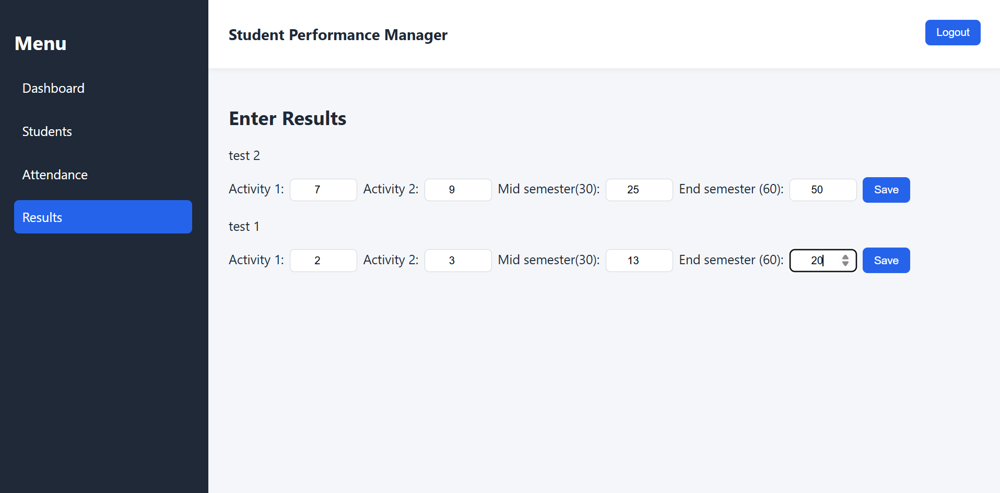 Menu
Dashboard
Students
Attendance
Results
Student Performance Manager
Logout
Enter Results
test 2
Activity 1: 7 Activity 2: 9 Mid semester(30): 25 End semester (60): 50 Save
test 1
Activity 1: 2 Activity 2: 3 Mid semester(30): 13 End semester (60): 20 Save